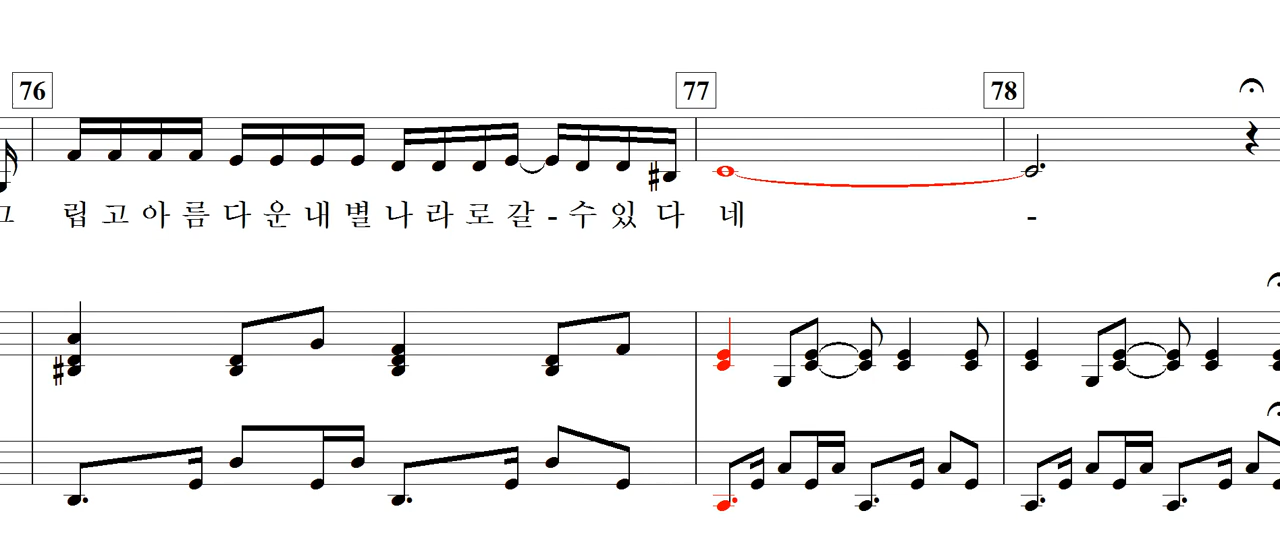 76 77 78
그 립 고 아 름 다 운 내 별 나 라 로 갈 - 수 있 다 네 -